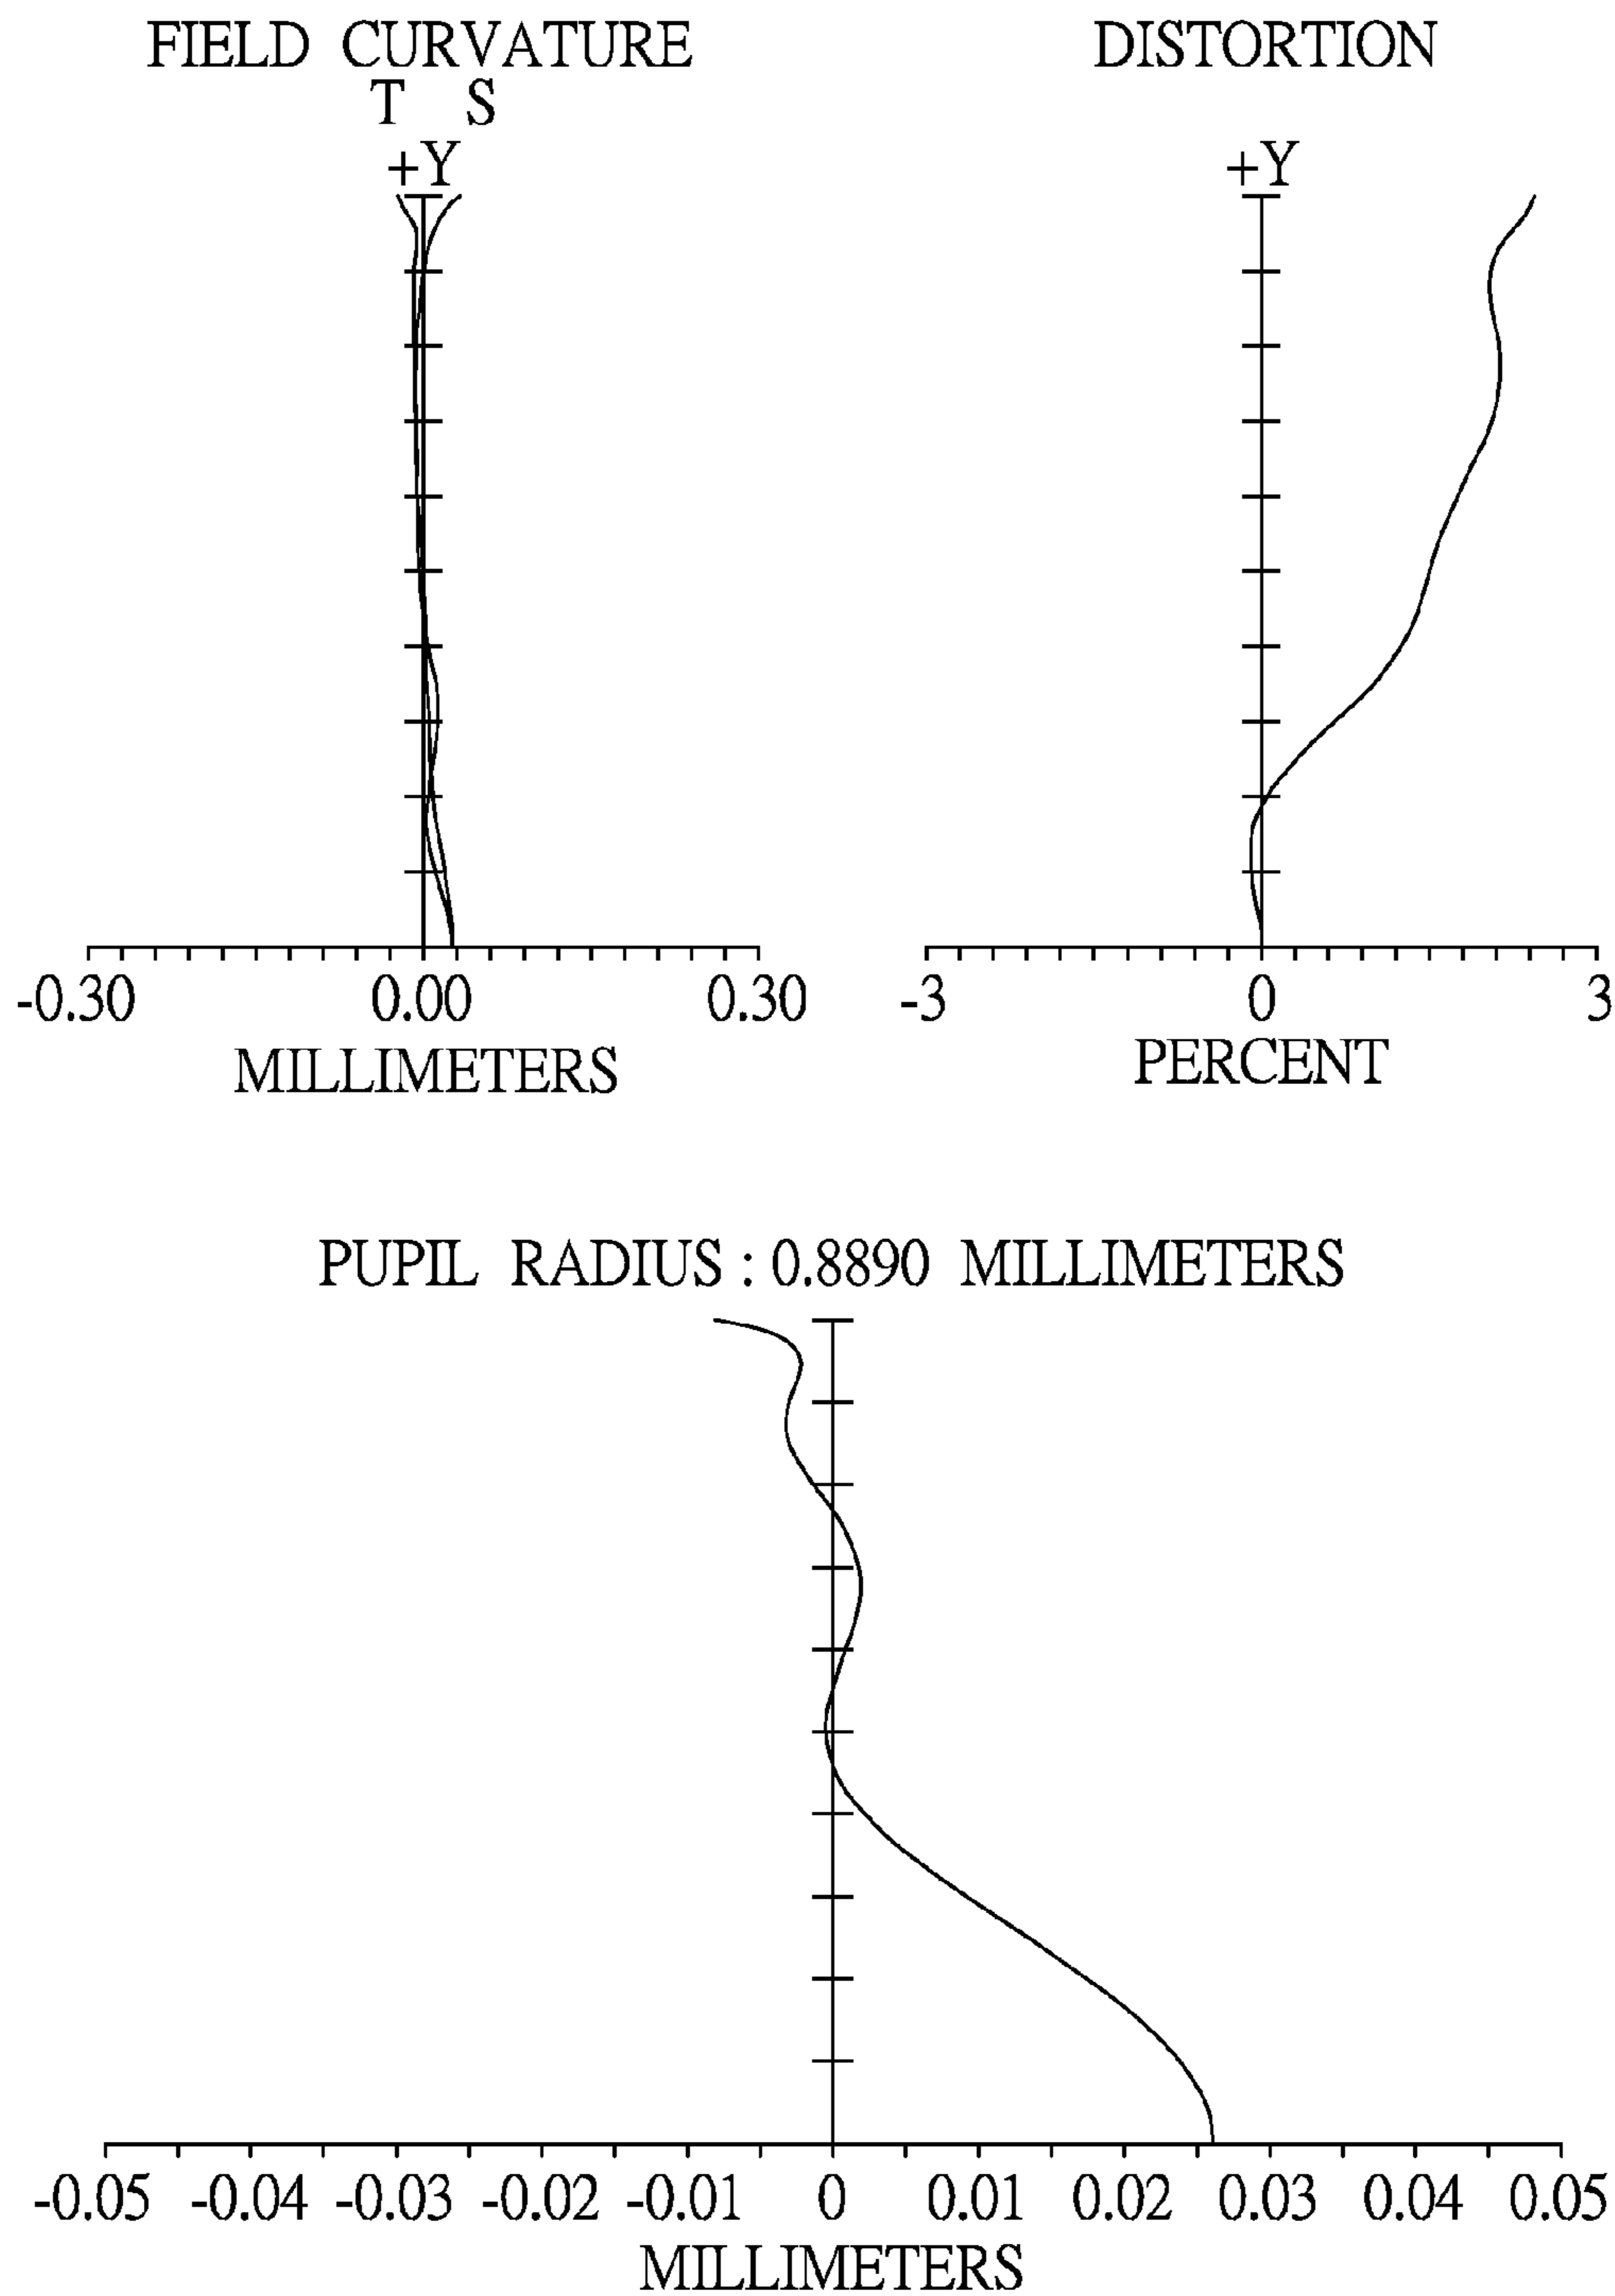 FIELD CURVATURE
T S
+Y
-0.30 0.00 0.30
MILLIMETERS
DISTORTION
+Y
-3 0 3
PERCENT
PUPIL RADIUS : 0.8890 MILLIMETERS
-0.05 -0.04 -0.03 -0.02 -0.01 0 0.01 0.02 0.03 0.04 0.05
MILLIMETERS